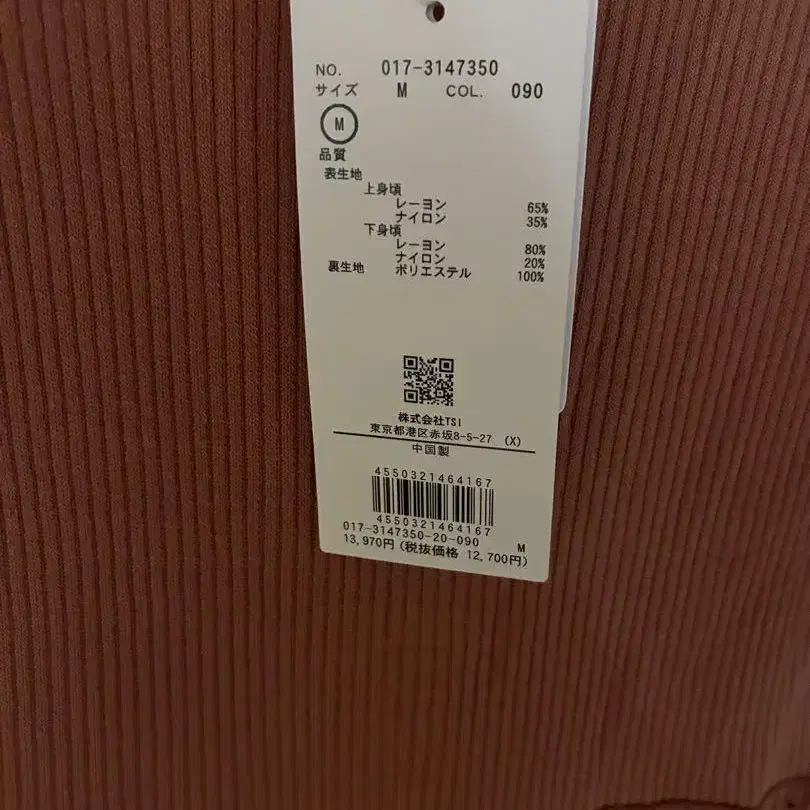 NO. 017-3147350
サイズ M COL. 090
M
品質
表生地
上身頃
レーヨン 65%
ナイロン 35%
下身頃
レーヨン 80%
ナイロン 20%
裏生地 ポリエステル 100%
株式会社TSI
東京都港区赤坂8-5-27 (X)
中国製
4550321464167
4550321464167
017-3147350-20-090 M
13,970円(税抜価格 12,700円)